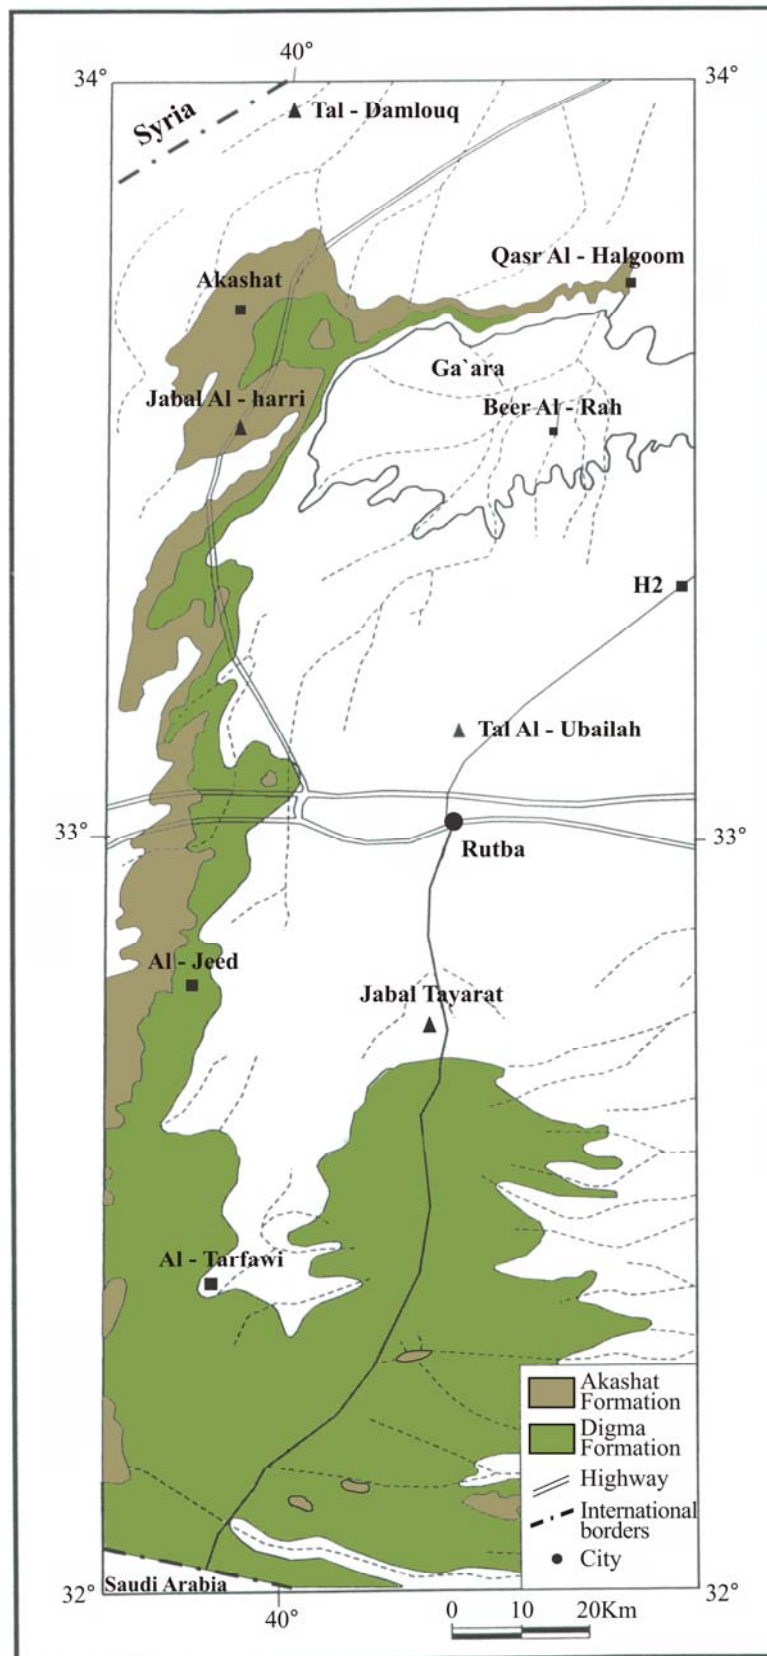 40°
34°
34°
Syria
Tal - Damlouq
Qasr Al - Halgoom
Akashat
Ga`ara
Jabal Al - harri
Beer Al - Rah
H2
Tal Al - Ubailah
33°
33°
Rutba
Al - Jeed
Jabal Tayarat
Al - Tarfawi
Akashat
Formation
Digma
Formation
Highway
International
borders
City
Saudi Arabia
32°
32°
40°
0 10 20Km